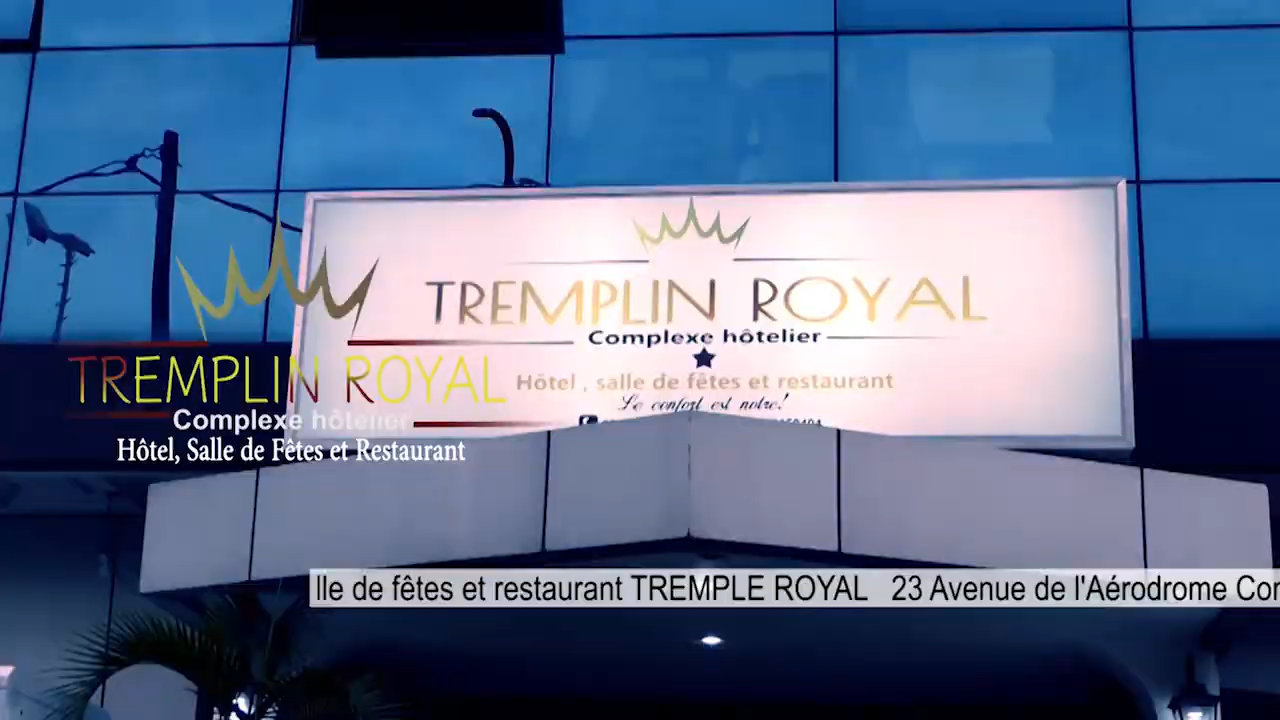 TREMPLIN ROYAL
Complexe hôtelier
Hôtel , salle de fêtes et restaurant
Le confort est notre!
TREMPLIN ROYAL
Complexe hôtelier
Hôtel, Salle de Fêtes et Restaurant
lle de fêtes et restaurant TREMPLE ROYAL 23 Avenue de l'Aérodrome